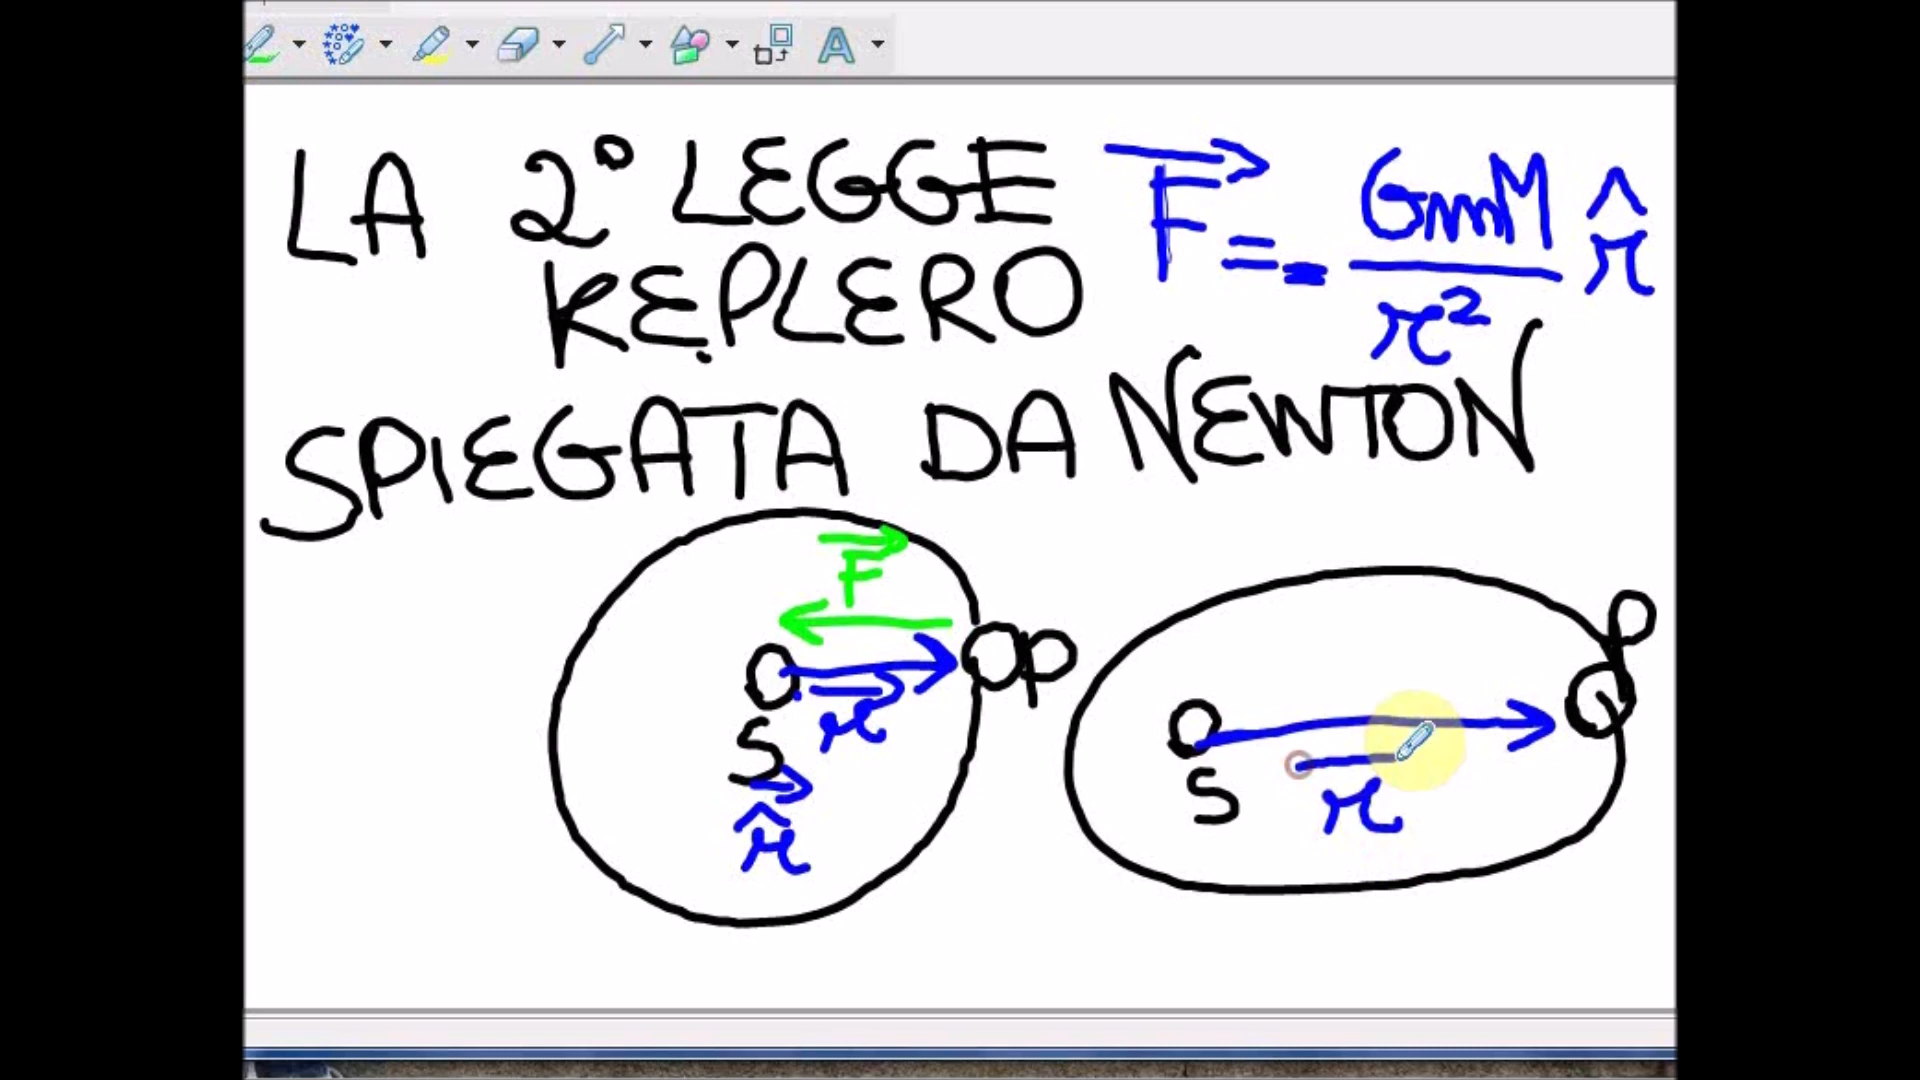 LA 2° LEGGE
KEPLERO
SPIEGATA DA NEWTON
F = - GmM / r² r̂
F
r
S
P
r̂
S
r
P
A